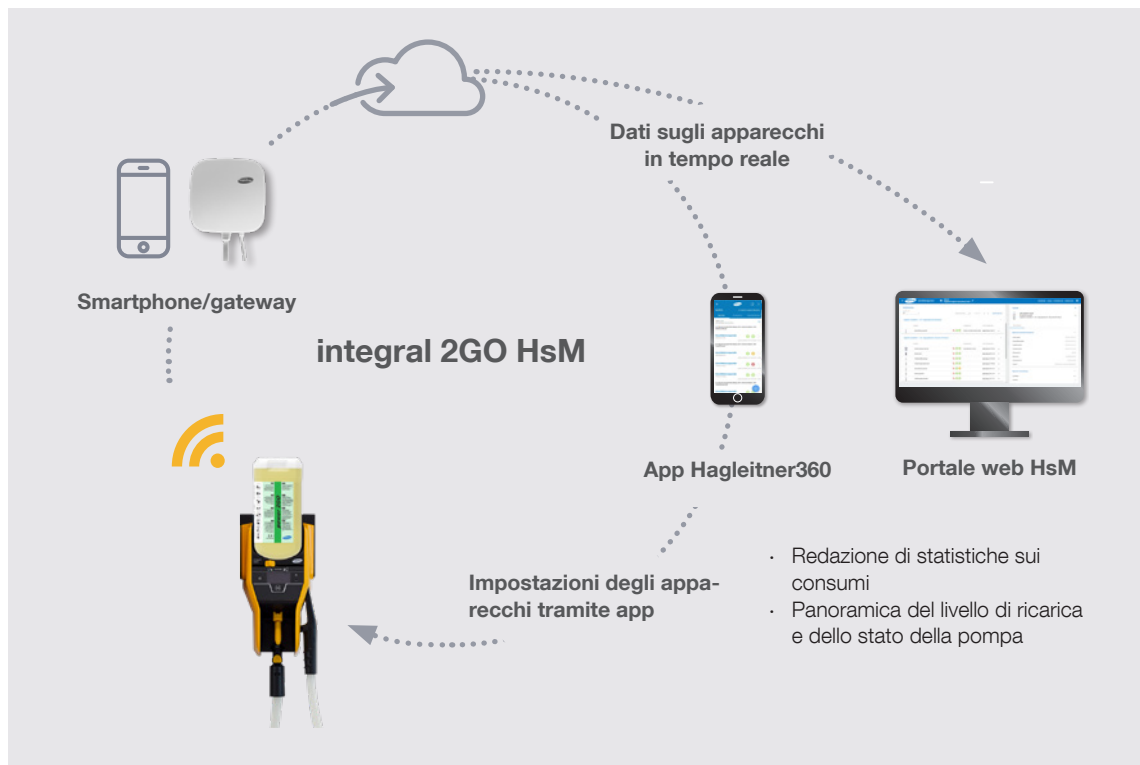 Dati sugli apparecchi
in tempo reale
Smartphone/gateway
integral 2GO HsM
App Hagleitner360
Portale web HsM
Impostazioni degli appa-
recchi tramite app
· Redazione di statistiche sui
consumi
· Panoramica del livello di ricarica
e dello stato della pompa